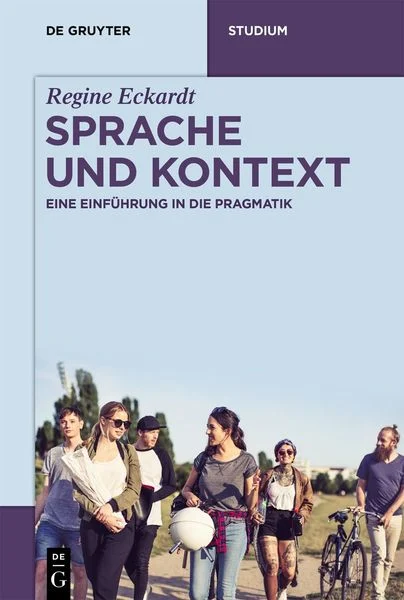 DE GRUYTER
STUDIUM
Regine Eckardt
SPRACHE
UND KONTEXT
EINE EINFÜHRUNG IN DIE PRAGMATIK
DE
G